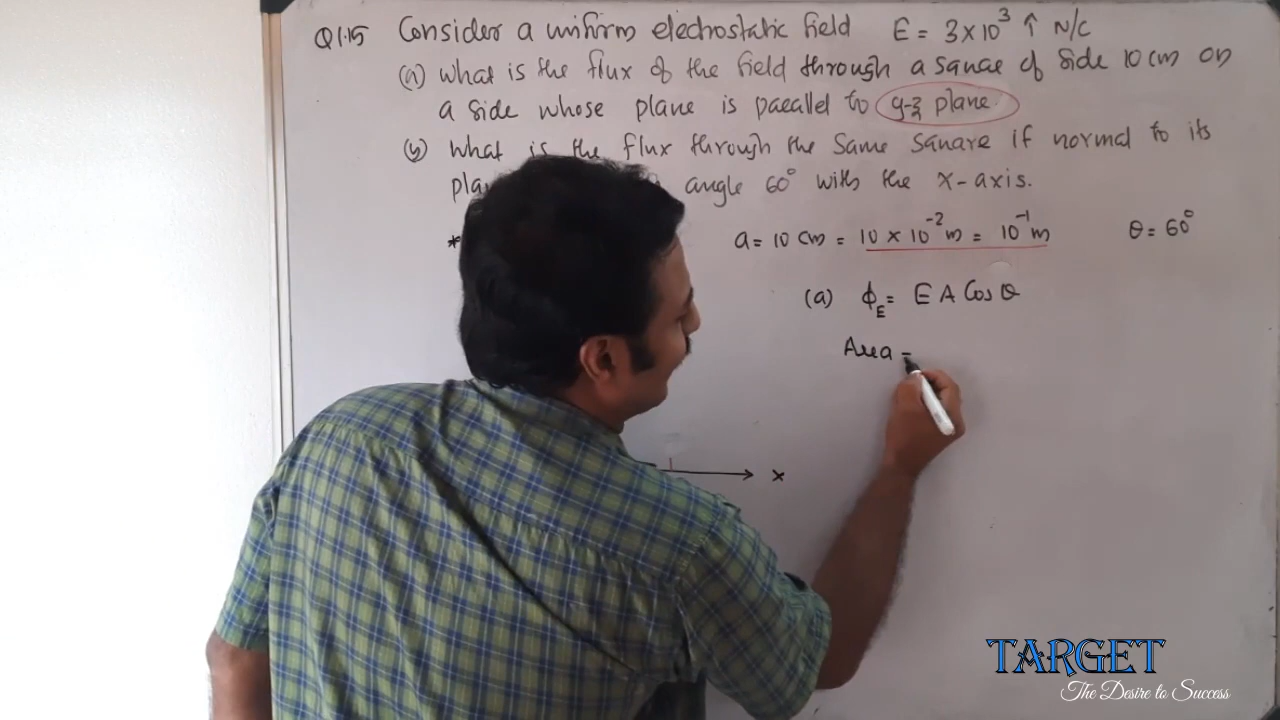 Q1.15 Consider a uniform electrostatic field E = 3×10³ î N/C
(a) What is the flux of the field through a square of side 10 cm on
a side whose plane is parallel to y-z plane.
(b) What is the flux through the same square if normal to its
angle 60° with the x-axis.
* a = 10 cm = 10 × 10⁻² m = 10⁻¹ m θ = 60°
(a) ϕE = E A Cos θ
Area =
x
TARGET
The Desire to Success